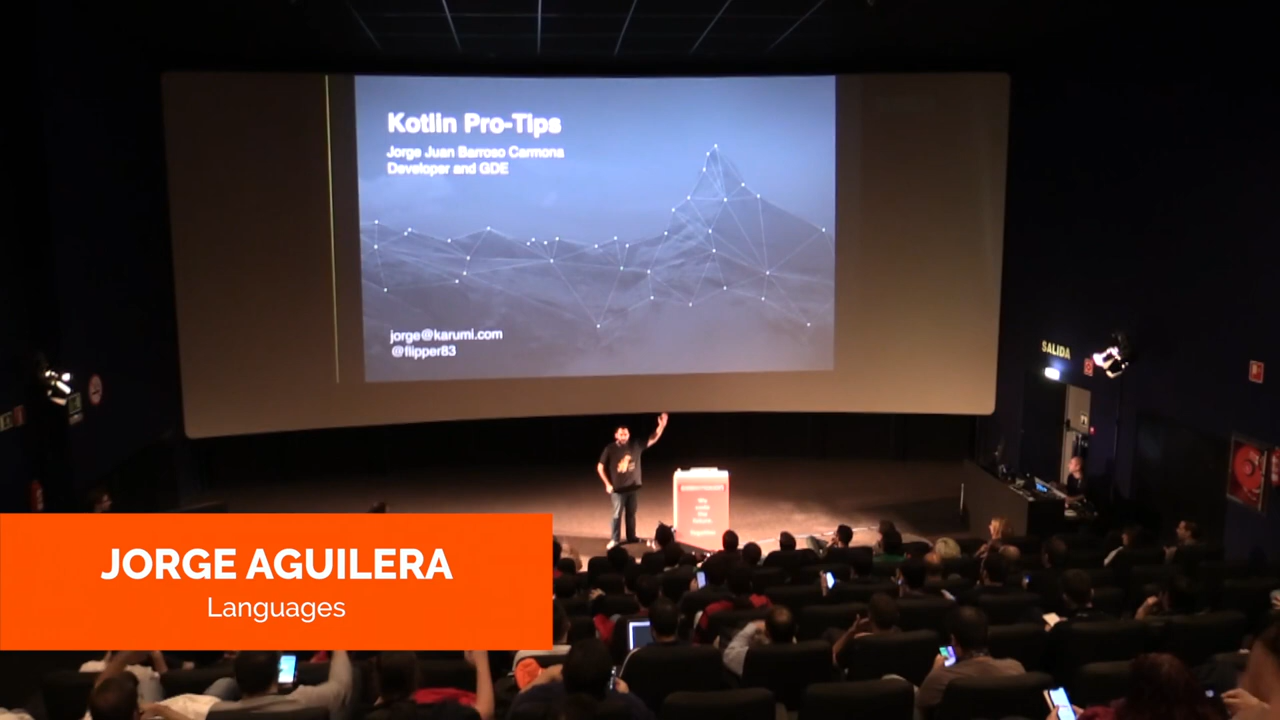 Kotlin Pro-Tips
Jorge Juan Barroso Carmona
Developer and GDE
jorge@karumi.com
@flipper83
SALIDA
JORGE AGUILERA
Languages